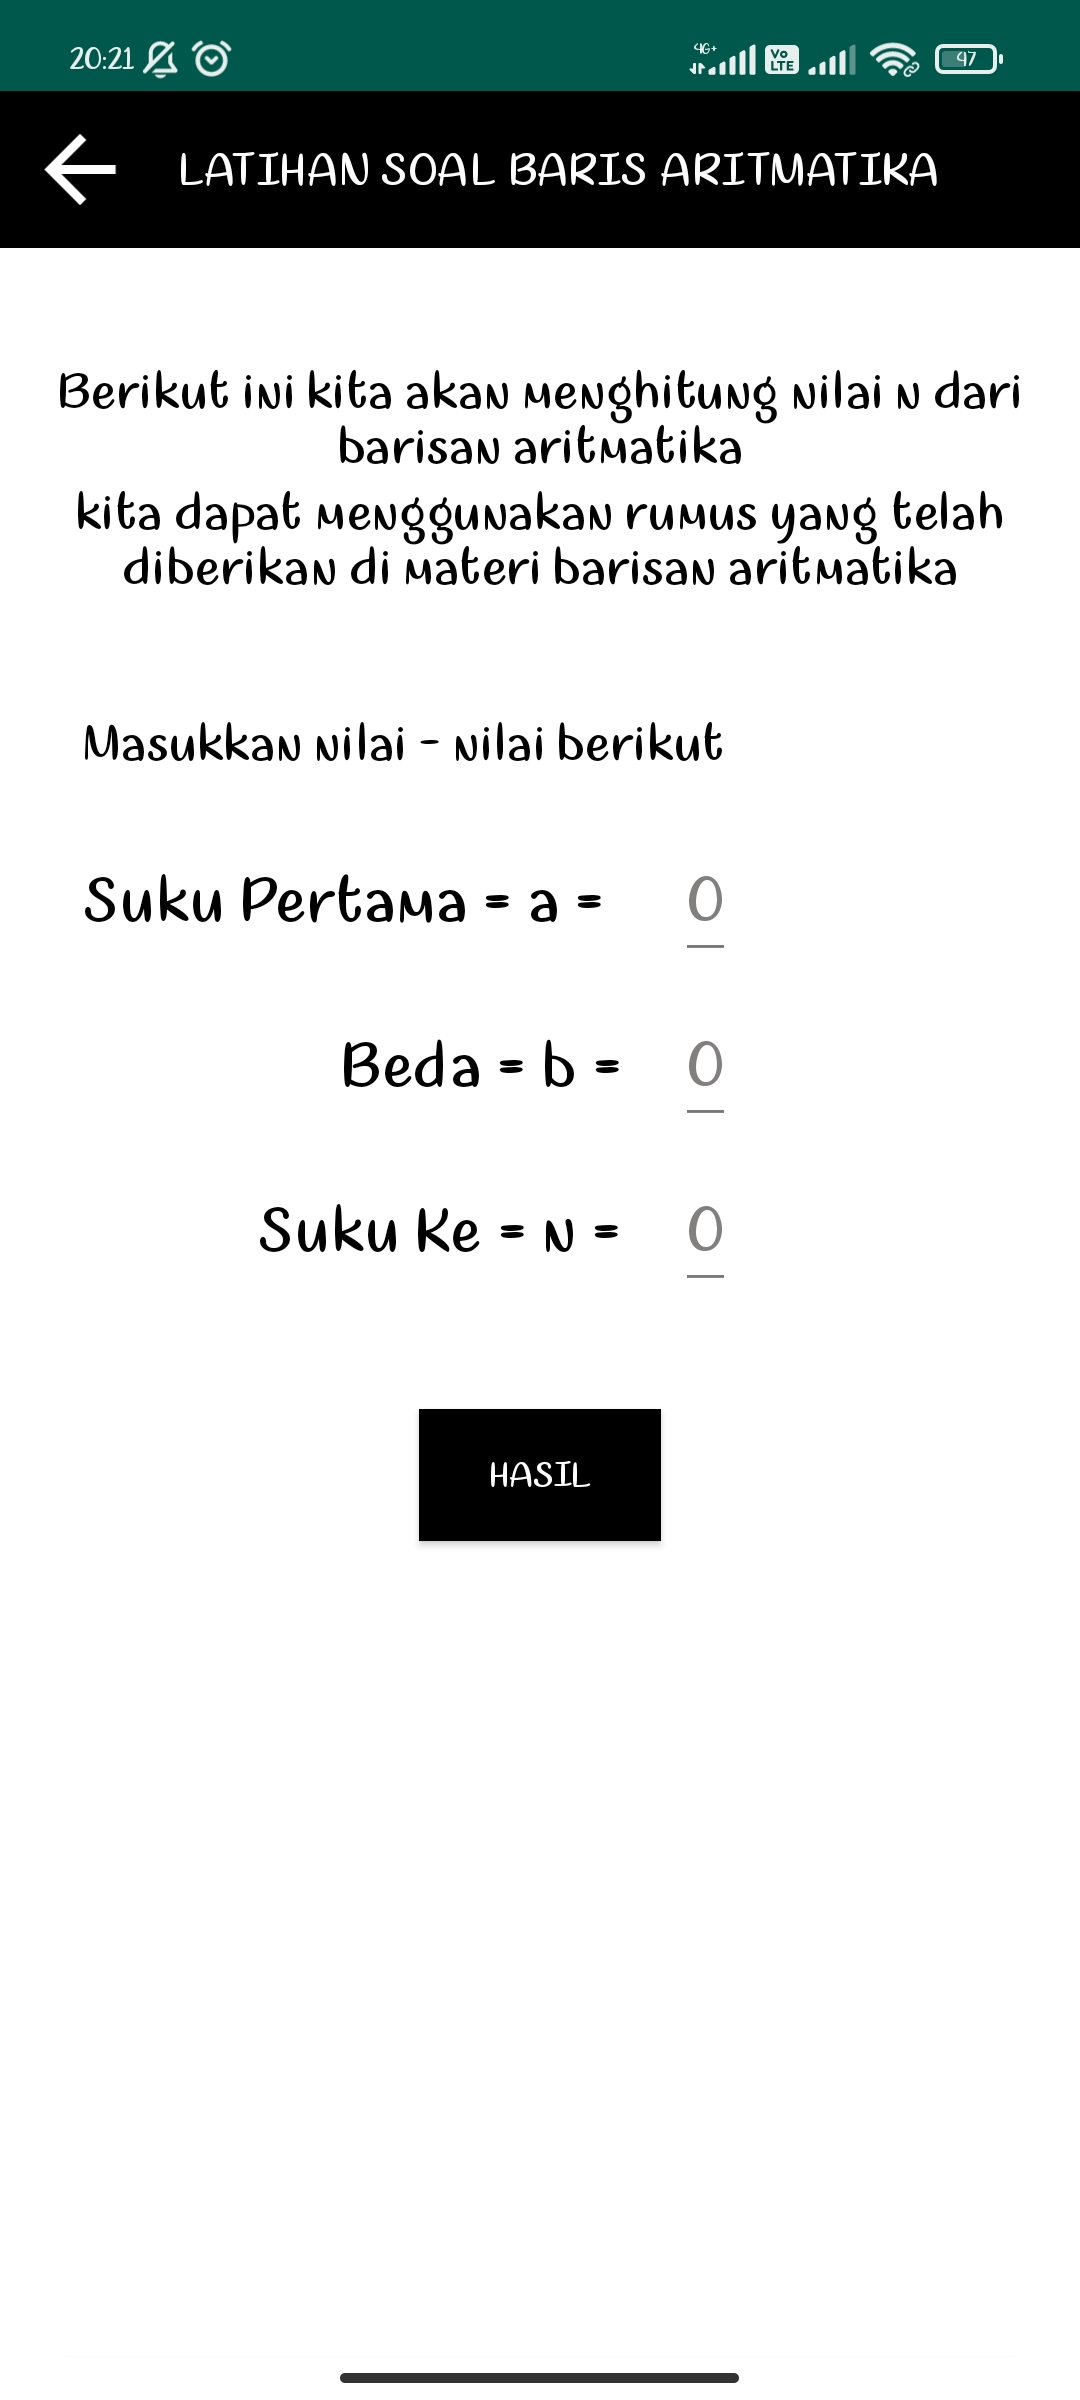 20:21 4G+ Vo LTE 47
LATIHAN SOAL BARIS ARITMATIKA
Berikut ini kita akan menghitung nilai n dari
barisan aritmatika
kita dapat menggunakan rumus yang telah
diberikan di materi barisan aritmatika
Masukkan nilai - nilai berikut
Suku Pertama = a = 0
Beda = b = 0
Suku Ke = n = 0
HASIL